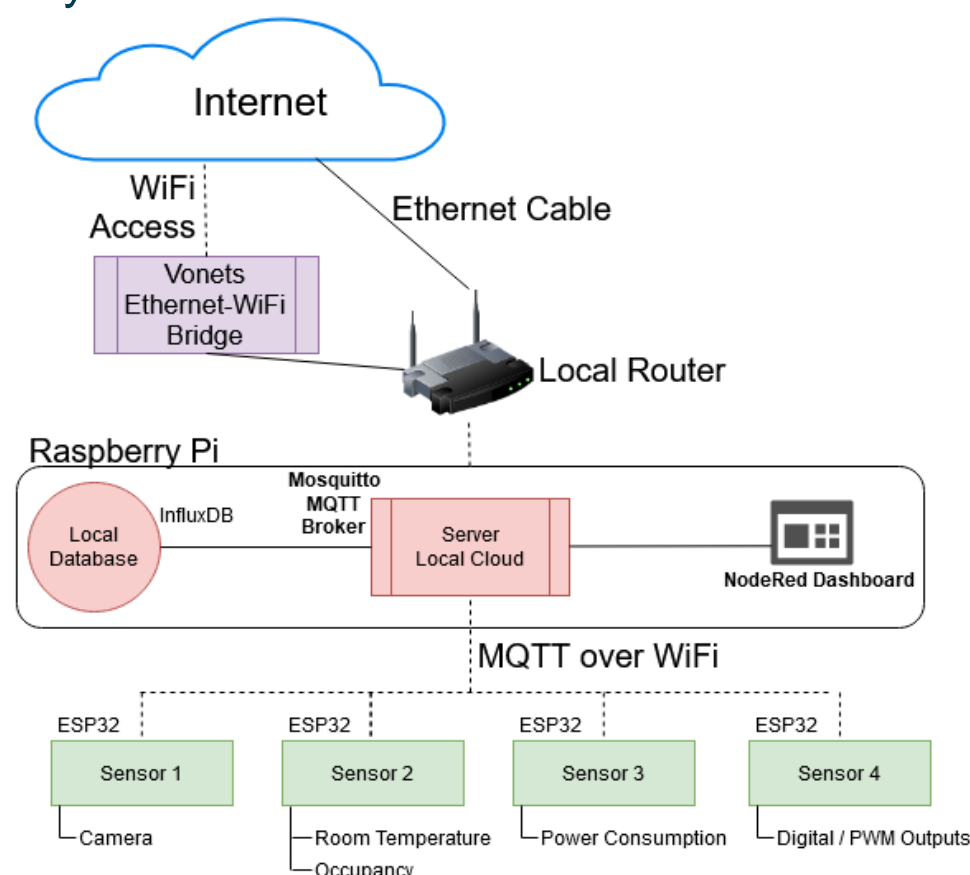 Internet
WiFi
Access
Ethernet Cable
Vonets
Ethernet-WiFi
Bridge
Local Router
Raspberry Pi
Mosquitto
MQTT
Broker
InfluxDB
Local
Database
Server
Local Cloud
NodeRed Dashboard
MQTT over WiFi
ESP32
ESP32
ESP32
ESP32
Sensor 1
Sensor 2
Sensor 3
Sensor 4
Camera
Room Temperature
Power Consumption
Digital / PWM Outputs
Occupancy